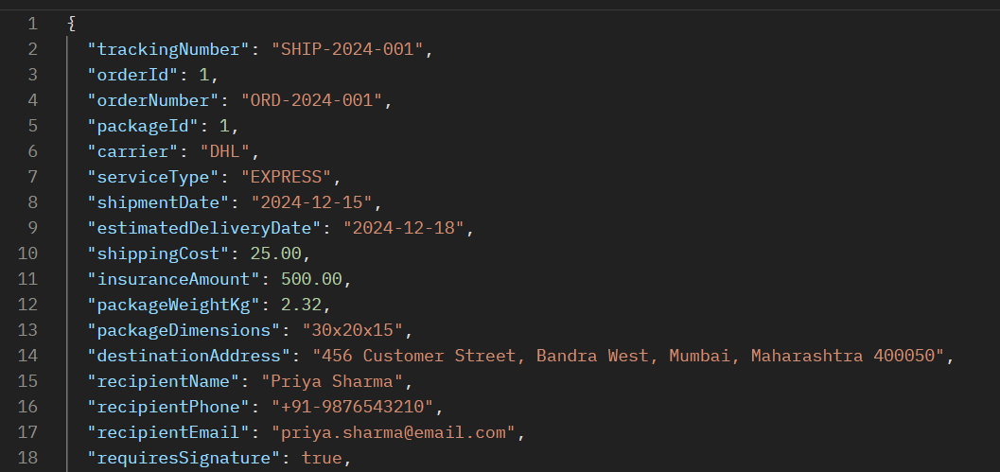 1 {
2 "trackingNumber": "SHIP-2024-001",
3 "orderId": 1,
4 "orderNumber": "ORD-2024-001",
5 "packageId": 1,
6 "carrier": "DHL",
7 "serviceType": "EXPRESS",
8 "shipmentDate": "2024-12-15",
9 "estimatedDeliveryDate": "2024-12-18",
10 "shippingCost": 25.00,
11 "insuranceAmount": 500.00,
12 "packageWeightKg": 2.32,
13 "packageDimensions": "30x20x15",
14 "destinationAddress": "456 Customer Street, Bandra West, Mumbai, Maharashtra 400050",
15 "recipientName": "Priya Sharma",
16 "recipientPhone": "+91-9876543210",
17 "recipientEmail": "priya.sharma@email.com",
18 "requiresSignature": true,